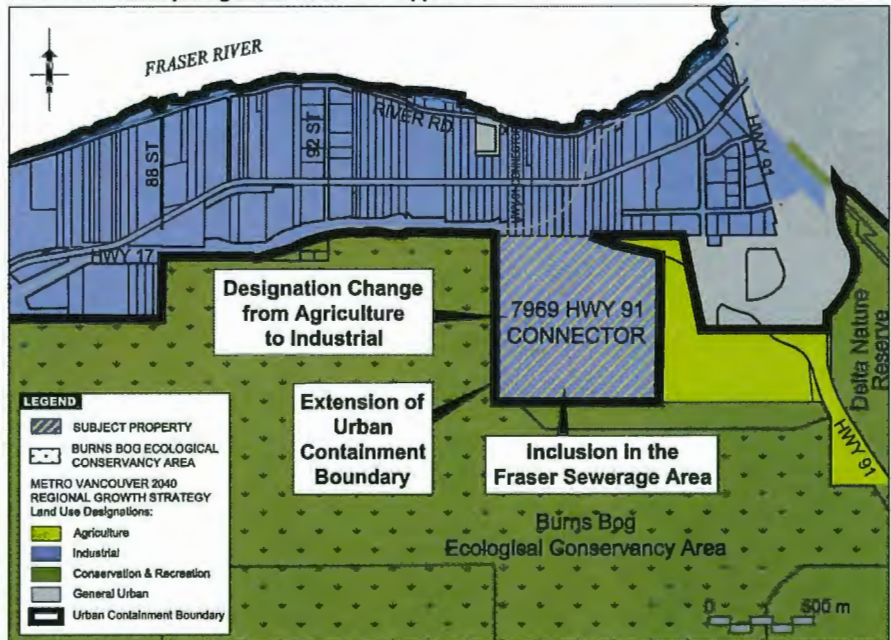 FRASER RIVER
RIVER RD
88 ST
92 ST
HWY 91
HWY 17
Designation Change
from Agriculture
to Industrial
7969 HWY 91
CONNECTOR
Extension of
Urban
Containment
Boundary
Inclusion in the
Fraser Sewerage Area
Delta Nature
Reserve
HWY 91
Burns Bog
Ecological Conservancy Area
LEGEND
SUBJECT PROPERTY
BURNS BOG ECOLOGICAL
CONSERVANCY AREA
METRO VANCOUVER 2040
REGIONAL GROWTH STRATEGY
Land Use Designations:
Agriculture
Industrial
Conservation & Recreation
General Urban
Urban Containment Boundary
0 500 m